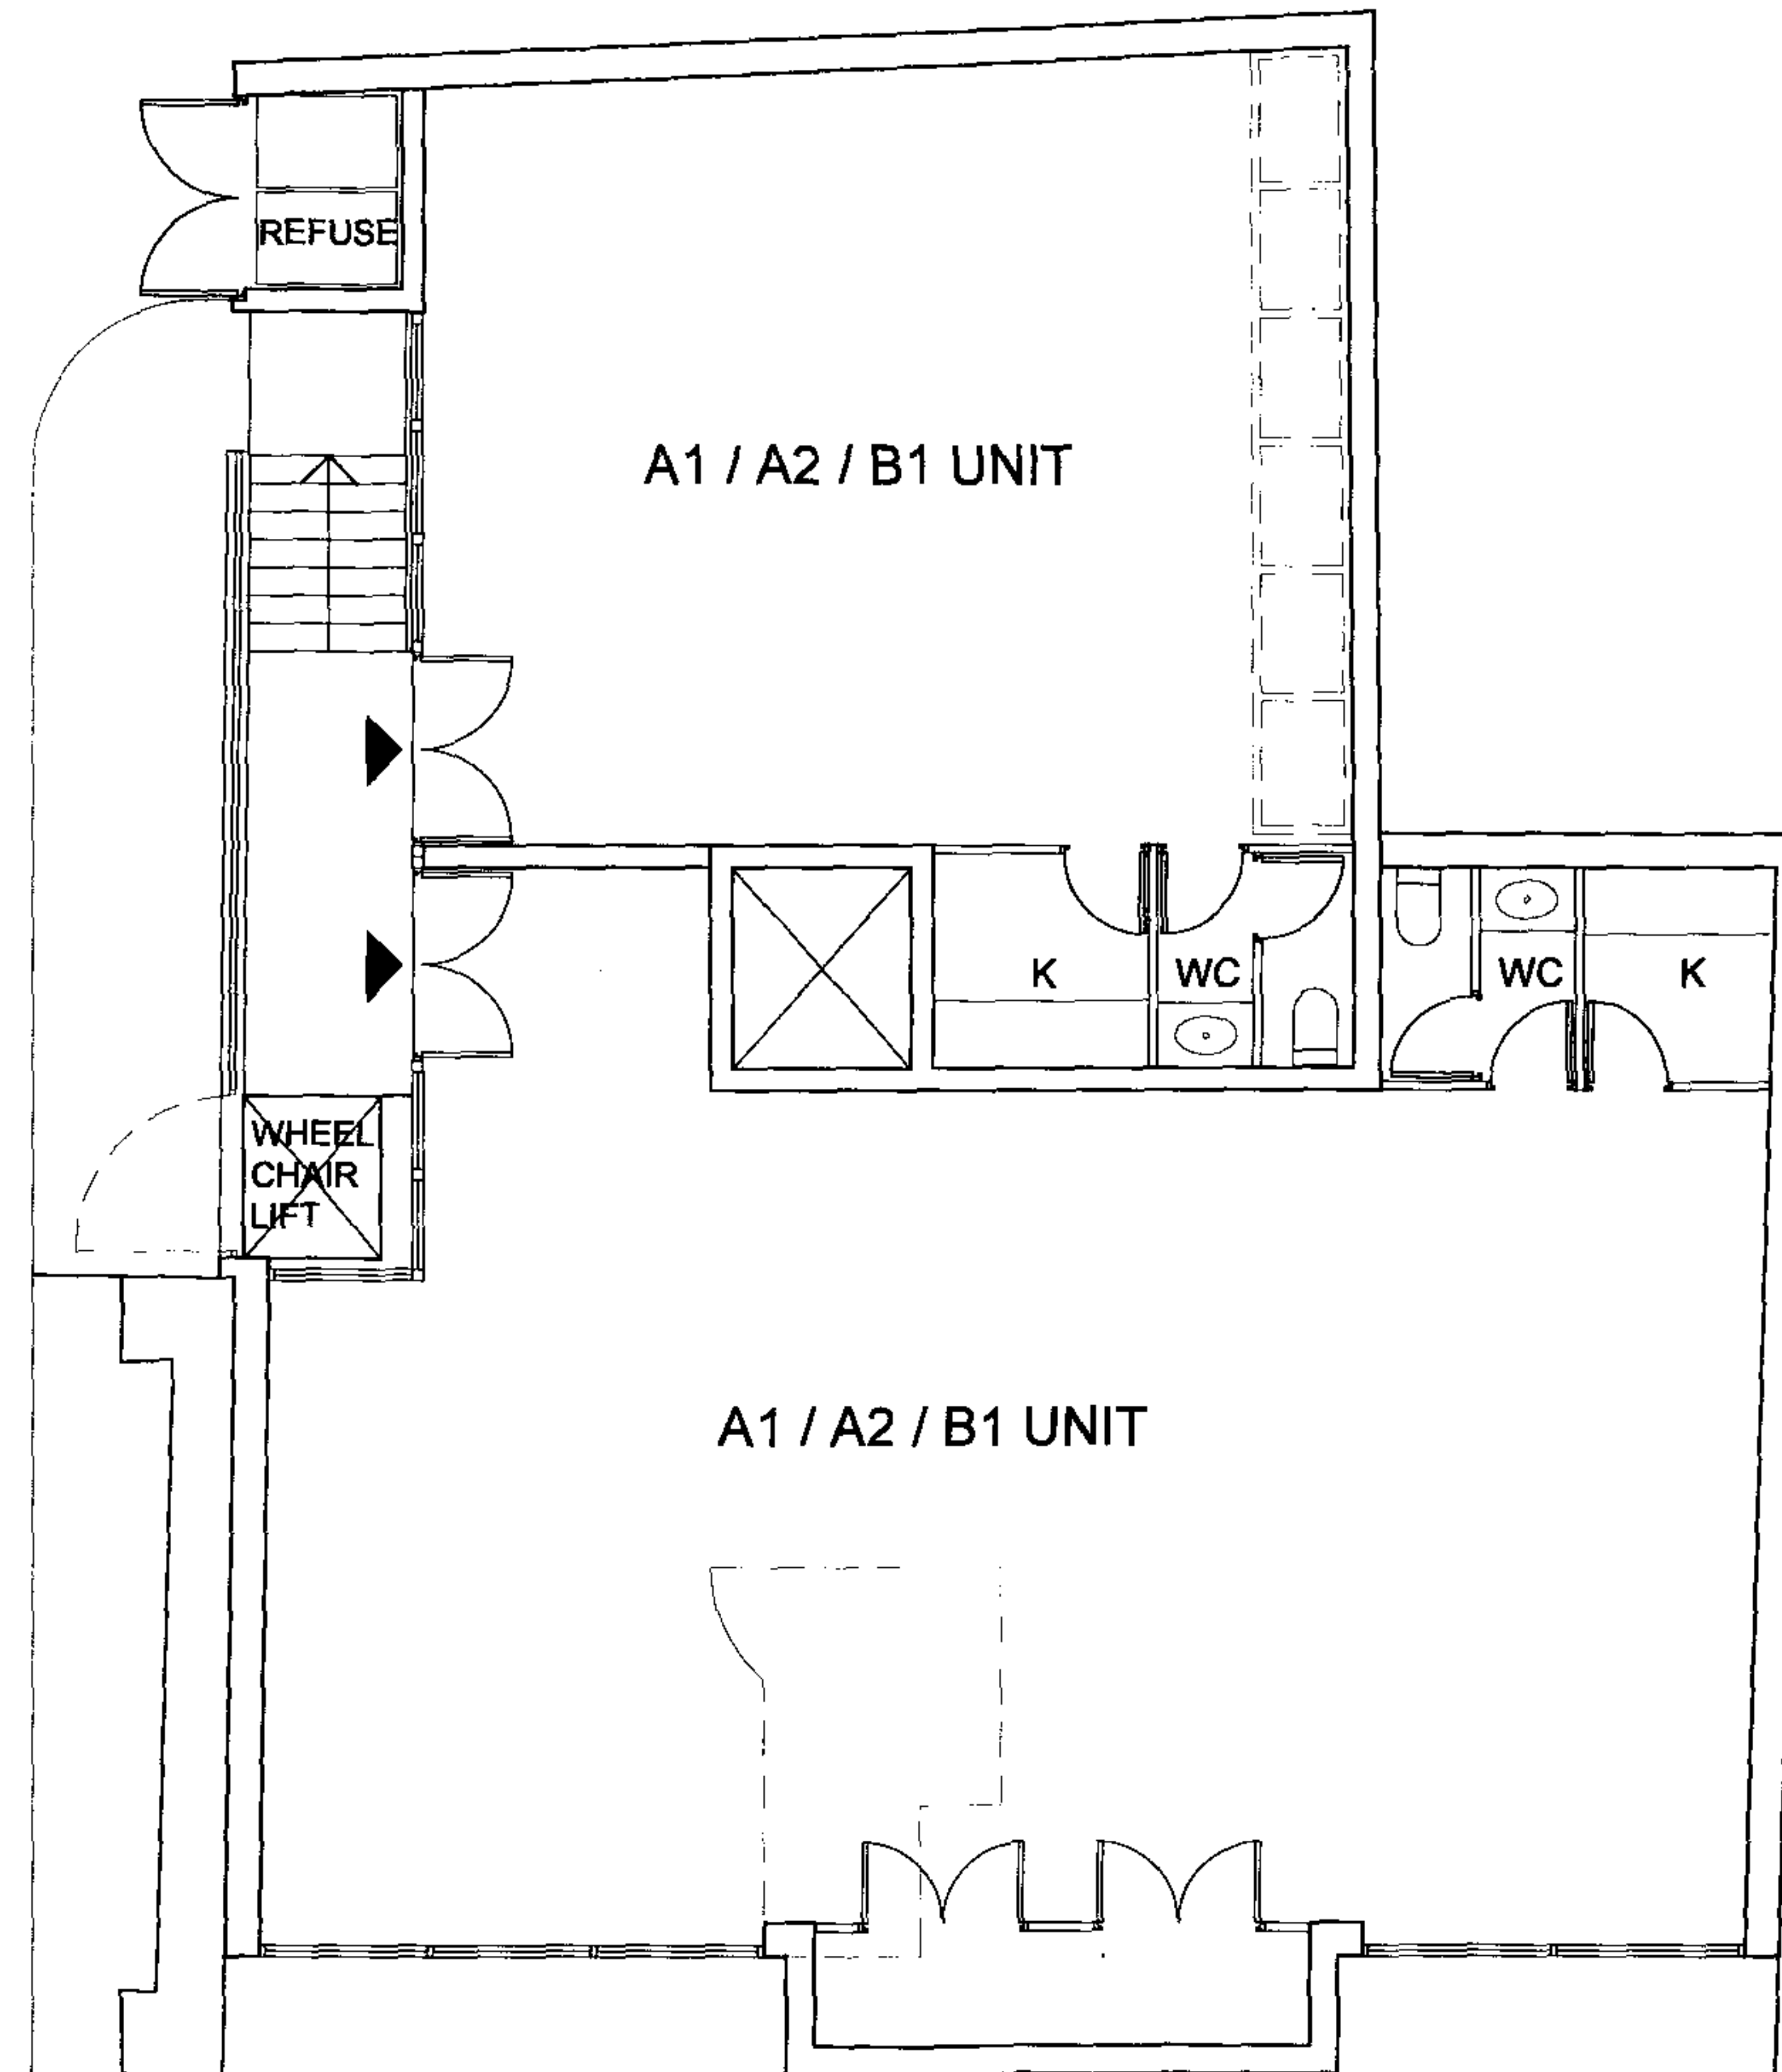 REFUSE
A1 / A2 / B1 UNIT
K
WC
WC
K
WHEEL
CHAIR
LIFT
A1 / A2 / B1 UNIT